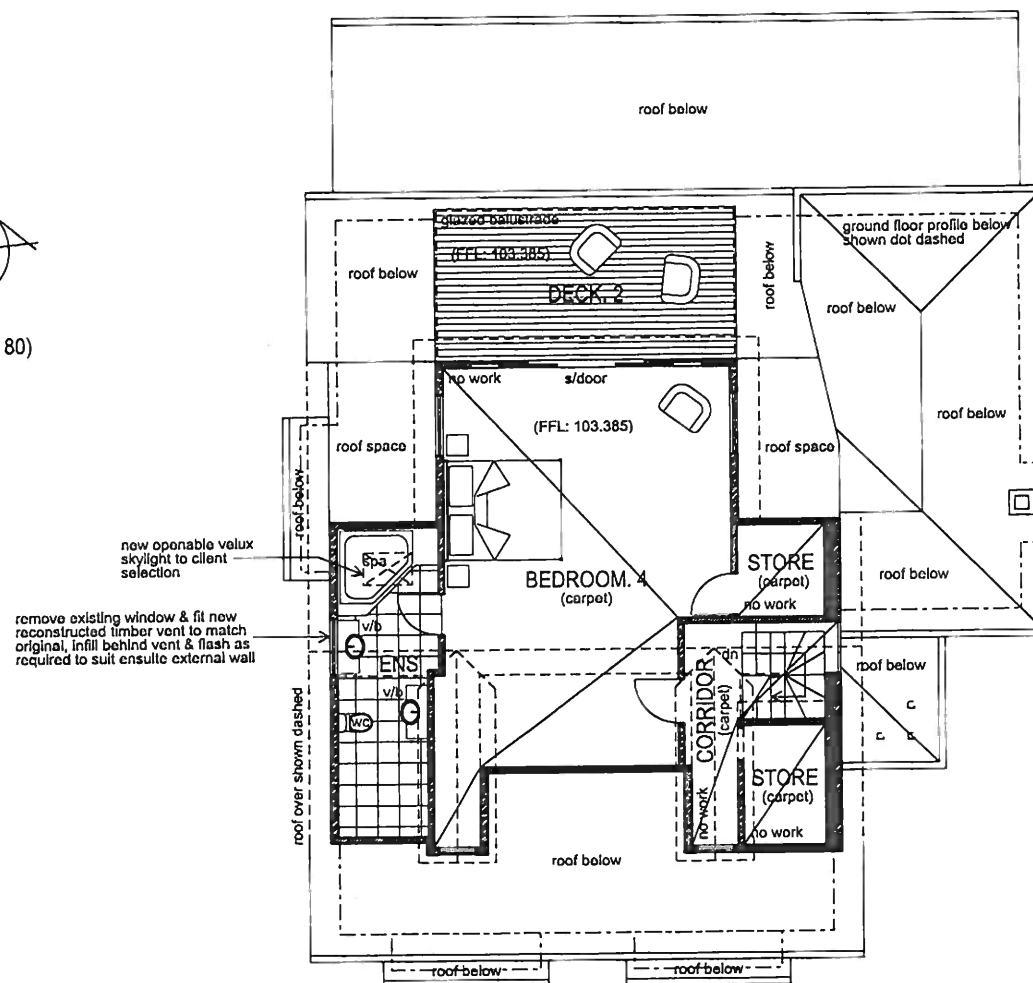 roof below
glazed balustrade
ground floor profile below
shown dot dashed
(FFL: 103.385)
roof below
DECK. 2
roof below
roof below
80)
no work
s/door
roof below
(FFL: 103.385)
roof space
roof space
roof below
new openable velux
skylight to client
selection
spa
STORE
(carpet)
no work
BEDROOM. 4
(carpet)
roof below
remove existing window & fit new
reconstructed timber vent to match
original, infill behind vent & flash as
required to suit ensuite external wall
v/b
ENS
v/b
wc
dn
roof below
CORRIDOR
(carpet)
no work
c
c
c
roof over shown dashed
STORE
(carpet)
no work
roof below
roof below
roof below